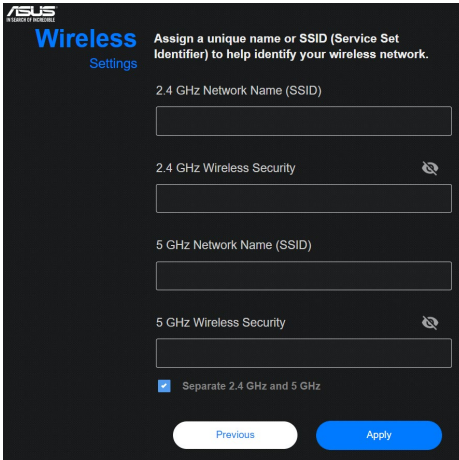 ASUS
IN SEARCH OF INCREDIBLE
Wireless
Settings
Assign a unique name or SSID (Service Set
Identifier) to help identify your wireless network.
2.4 GHz Network Name (SSID)
2.4 GHz Wireless Security
5 GHz Network Name (SSID)
5 GHz Wireless Security
Separate 2.4 GHz and 5 GHz
Previous
Apply